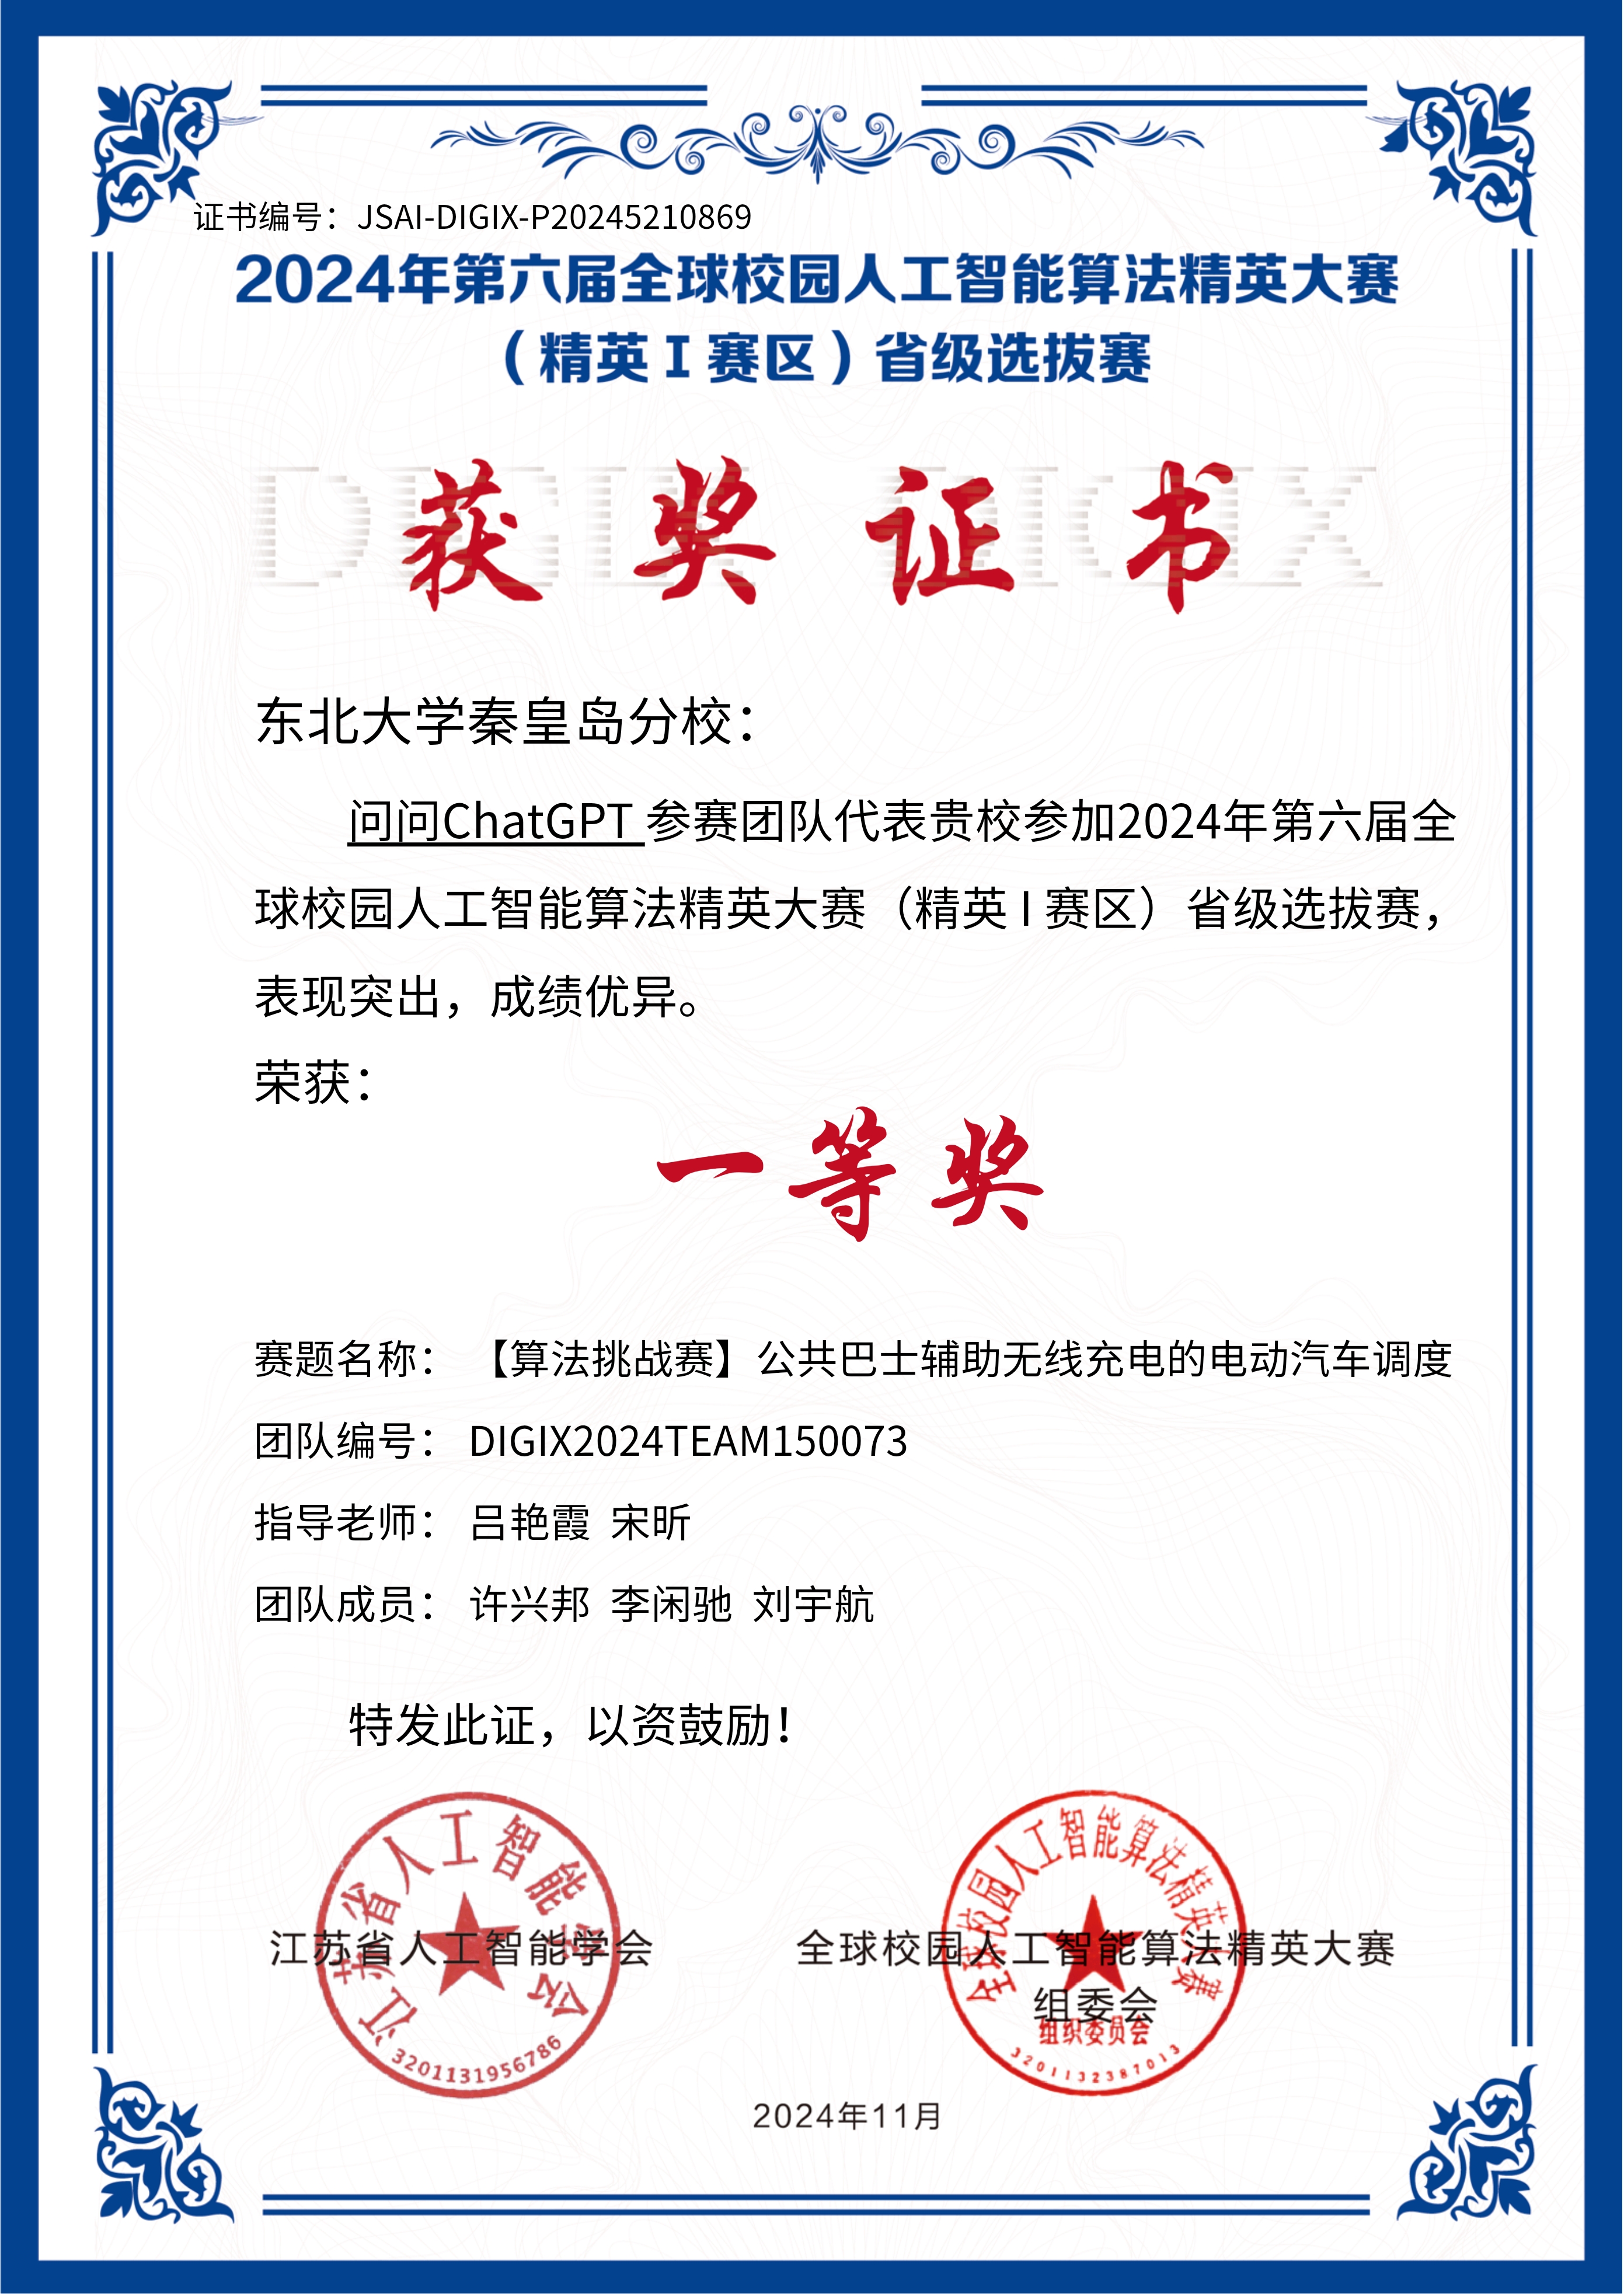 证书编号：JSAI-DIGIX-P20245210869
2024年第六届全球校园人工智能算法精英大赛
（精英 I 赛区）省级选拔赛
DIGIX DIGIX
获奖证书
东北大学秦皇岛分校：
问问ChatGPT 参赛团队代表贵校参加2024年第六届全
球校园人工智能算法精英大赛（精英 I 赛区）省级选拔赛，
表现突出，成绩优异。
荣获：
一等奖
赛题名称： 【算法挑战赛】公共巴士辅助无线充电的电动汽车调度
团队编号： DIGIX2024TEAM150073
指导老师： 吕艳霞 宋昕
团队成员： 许兴邦 李闲驰 刘宇航
特发此证，以资鼓励！
江苏省人工智能学会
3201131956786
江苏省人工智能学会
全球校园人工智能算法精英大赛
组织委员会
3201132387013
全球校园人工智能算法精英大赛
组委会
2024年11月